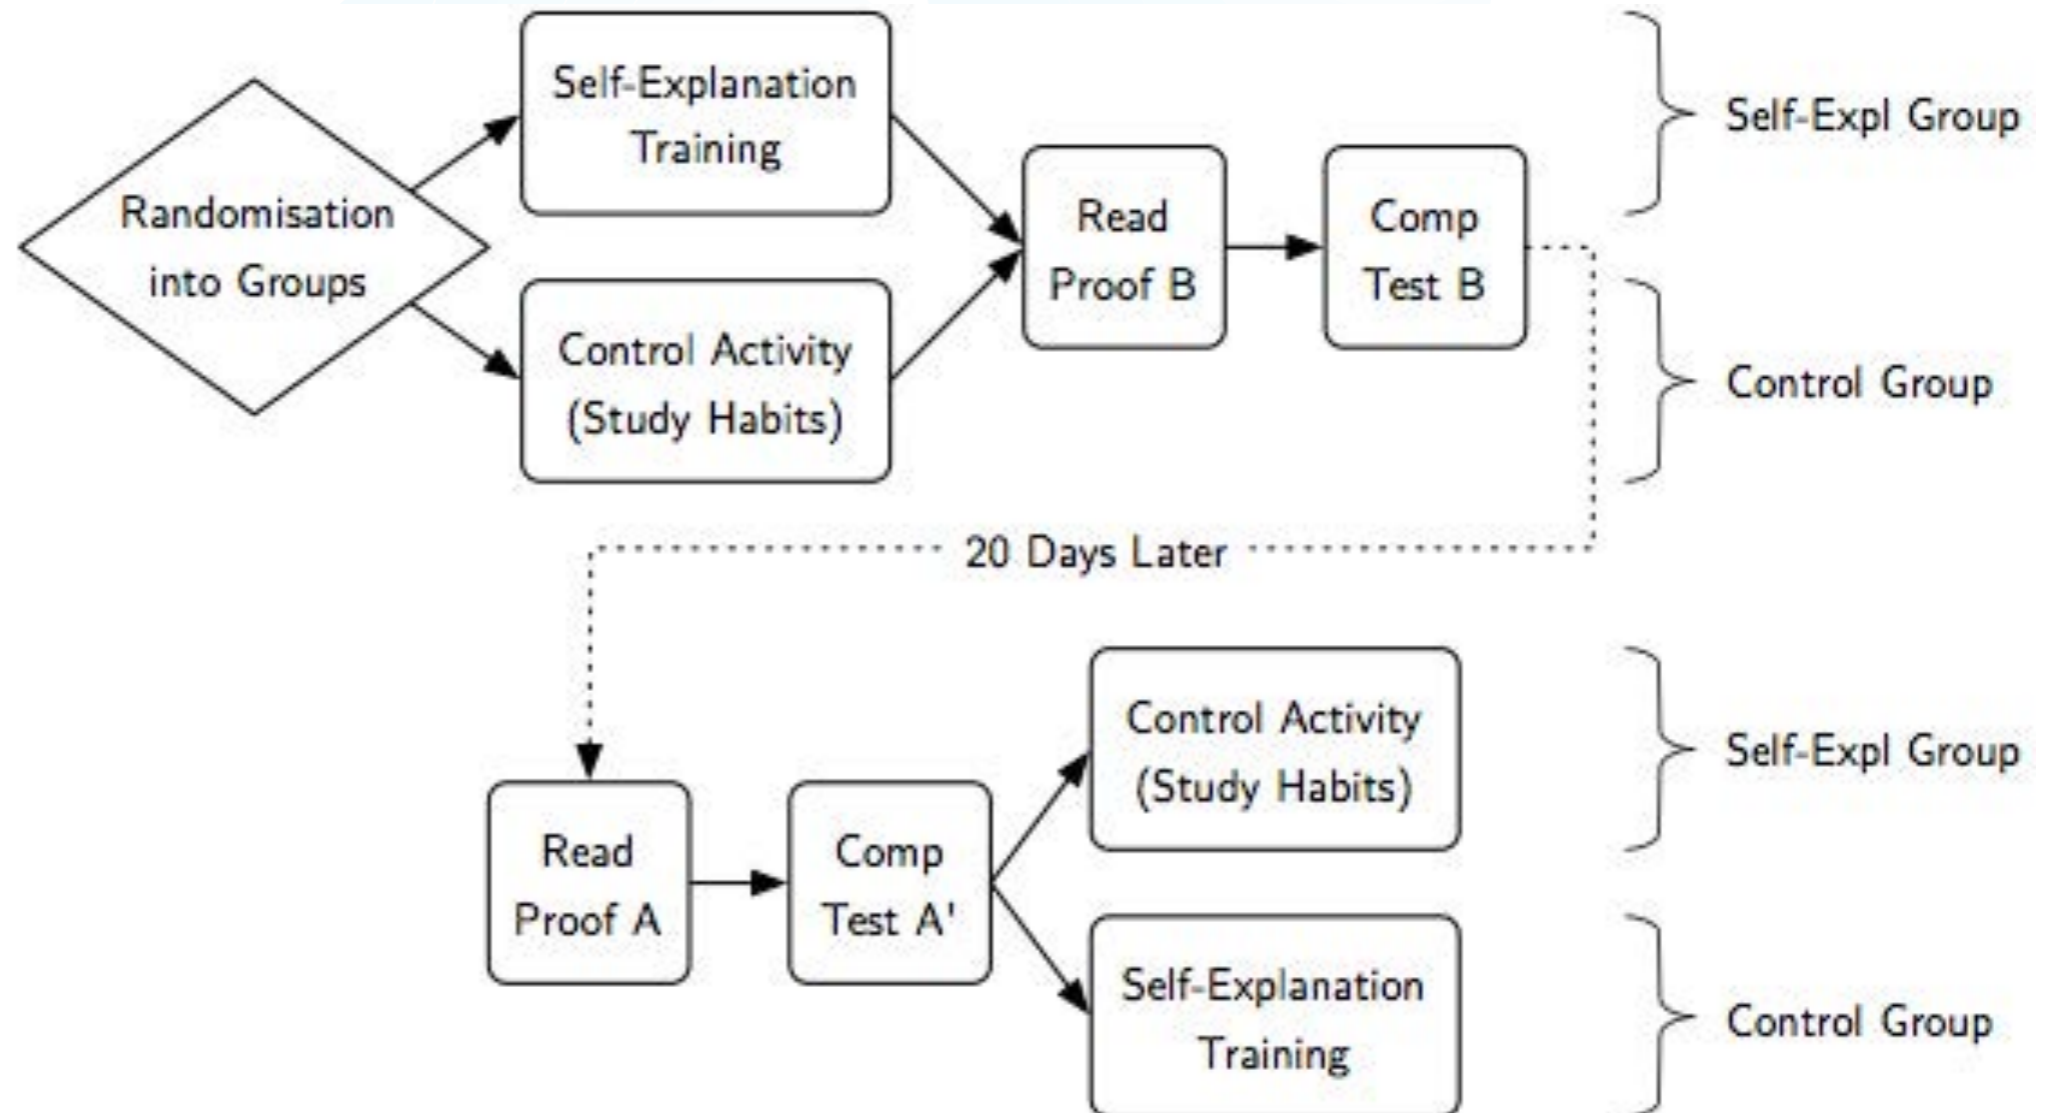 Self-Explanation
Training
Self-Expl Group
Randomisation
into Groups
Read
Proof B
Comp
Test B
Control Activity
(Study Habits)
Control Group
20 Days Later
Control Activity
(Study Habits)
Self-Expl Group
Read
Proof A
Comp
Test A'
Self-Explanation
Training
Control Group